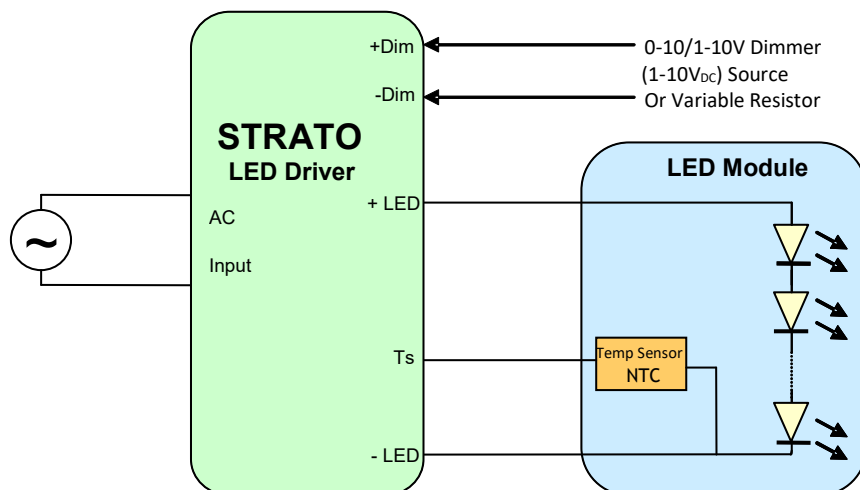 +Dim
-Dim
0-10/1-10V Dimmer
(1-10VDC) Source
Or Variable Resistor
STRATO
LED Driver
LED Module
AC
Input
+ LED
~
Ts
Temp Sensor
NTC
- LED